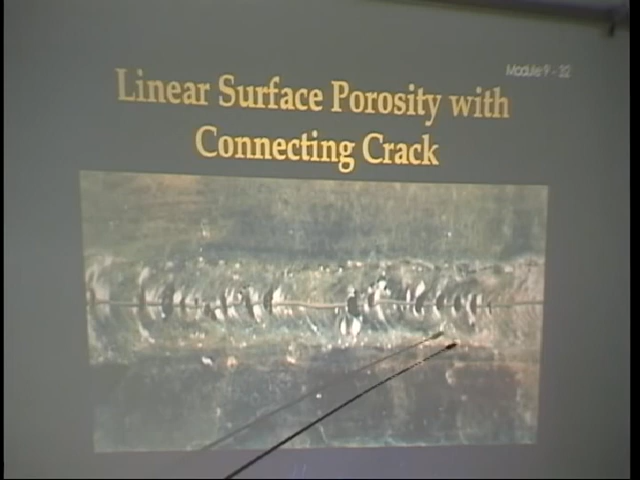 Module 9 - 32
Linear Surface Porosity with
Connecting Crack